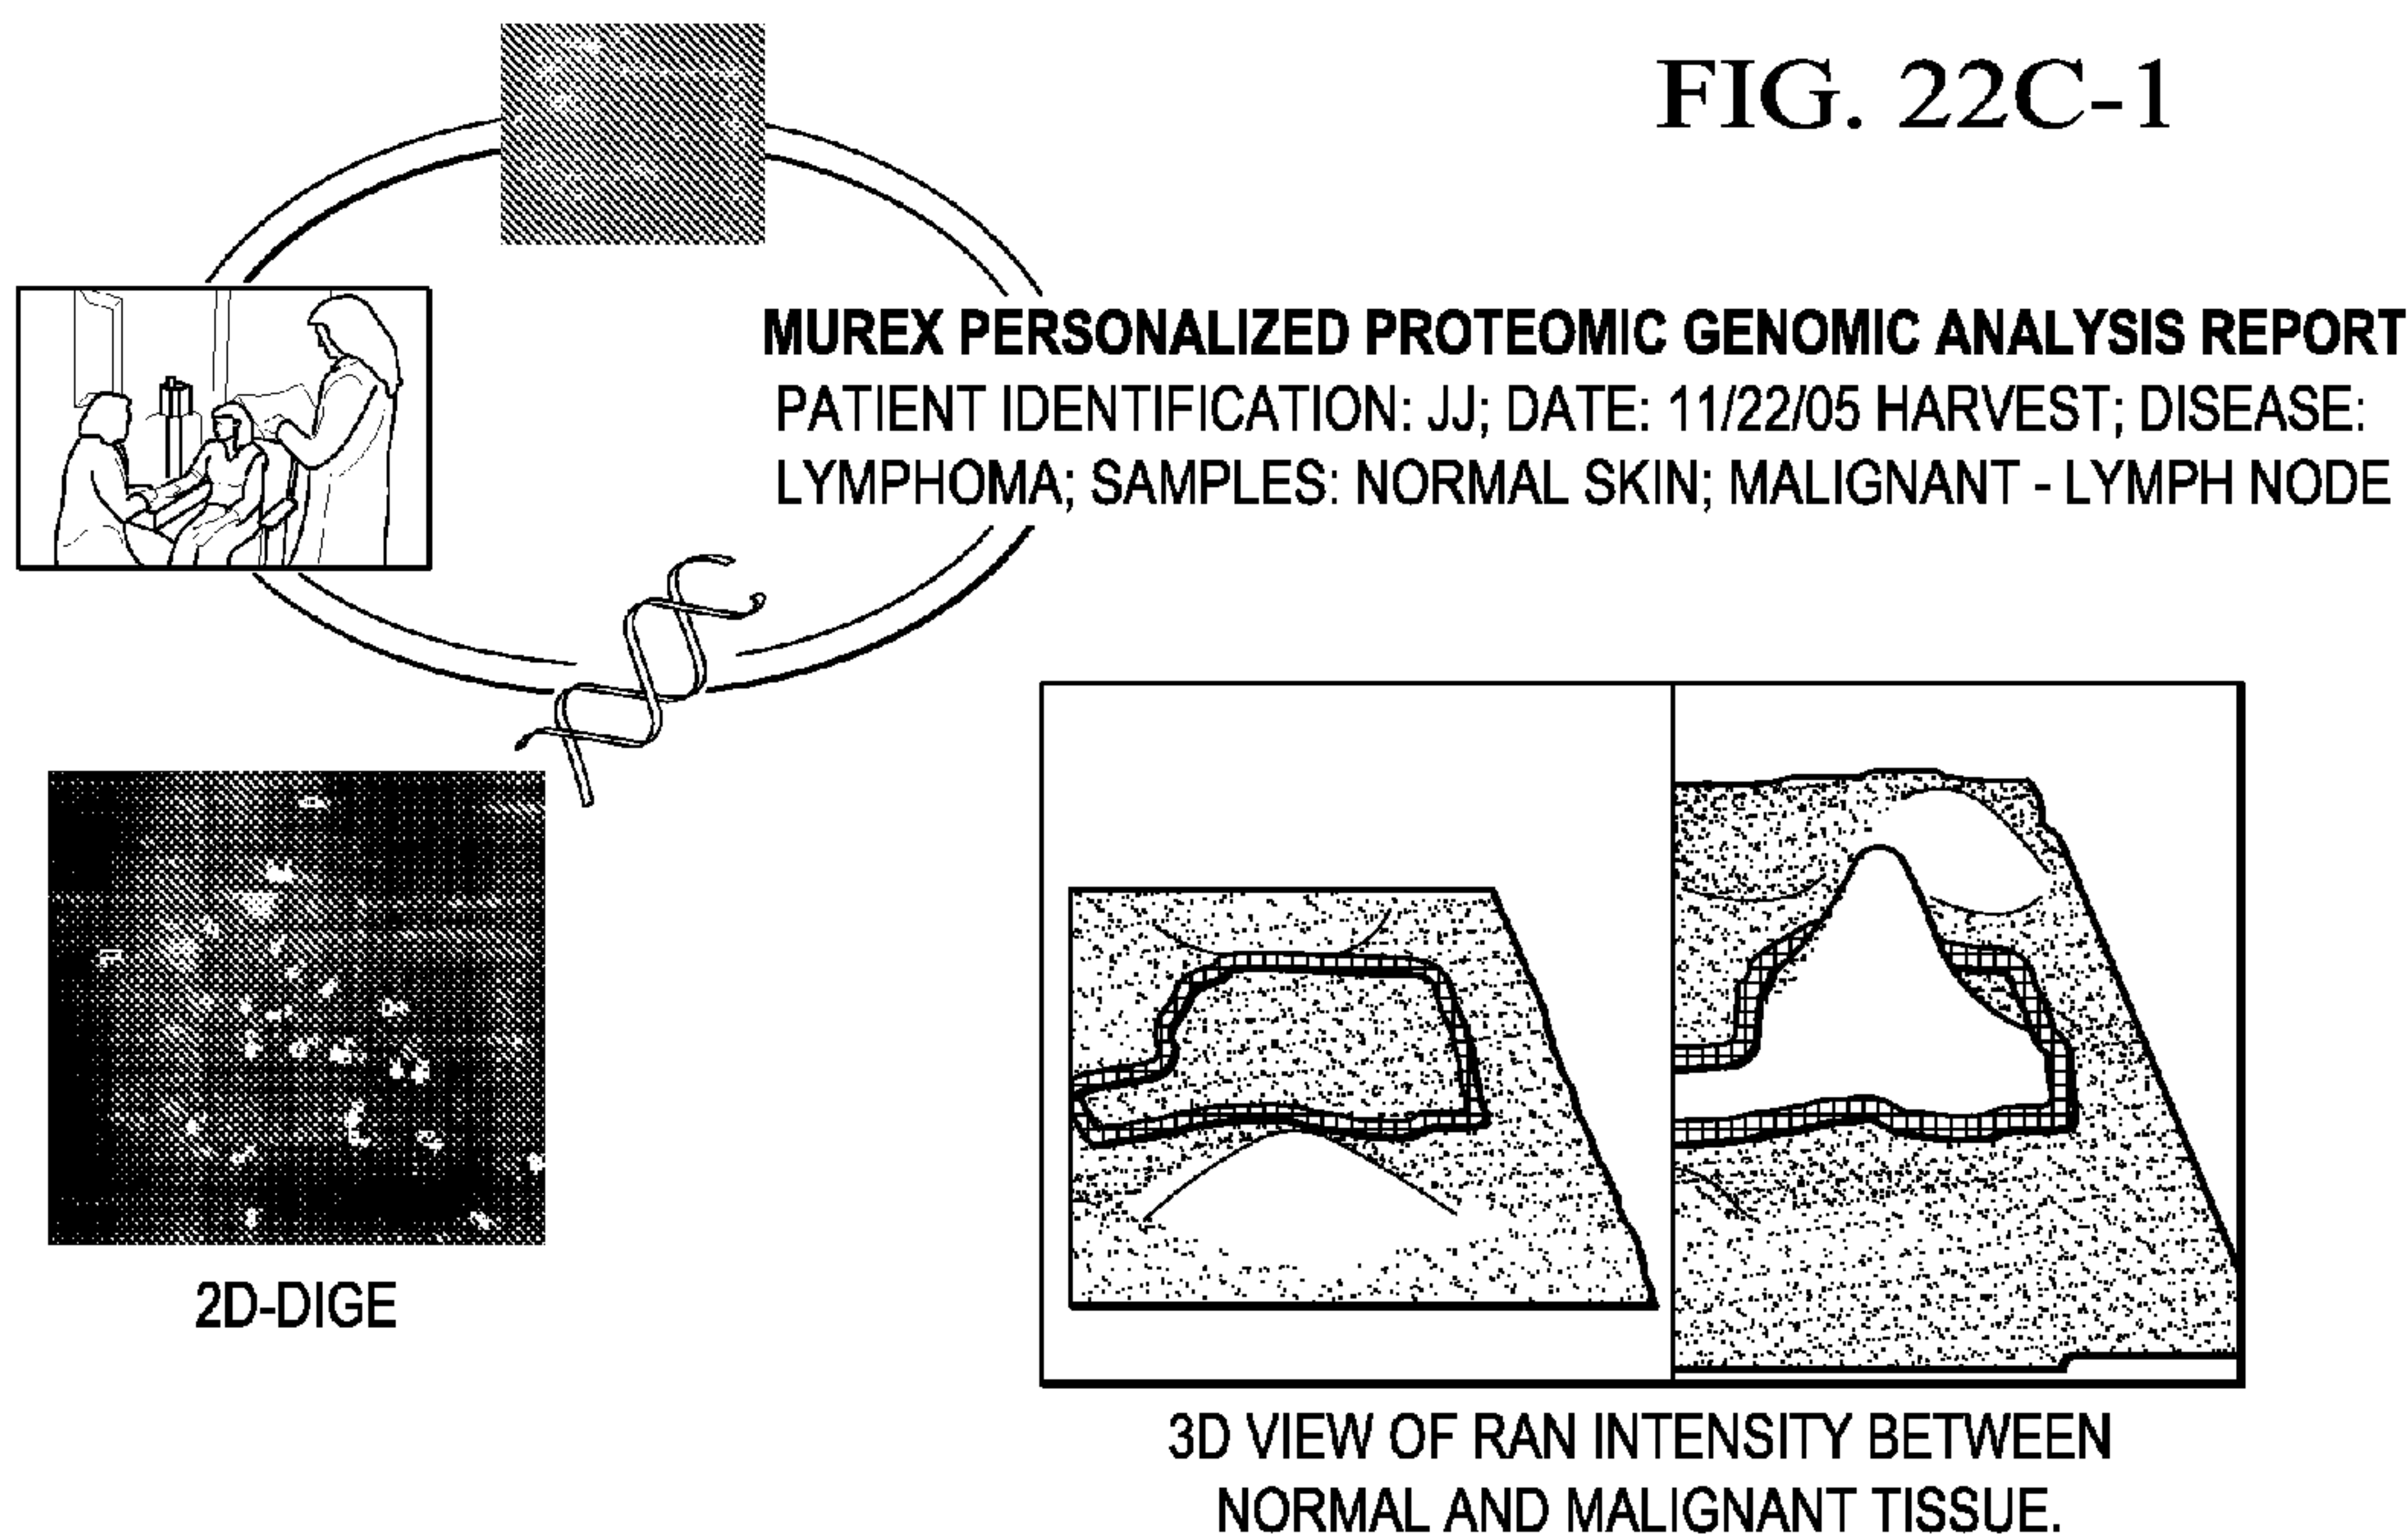 FIG. 22C-1
MUREX PERSONALIZED PROTEOMIC GENOMIC ANALYSIS REPORT
PATIENT IDENTIFICATION: JJ; DATE: 11/22/05 HARVEST; DISEASE:
LYMPHOMA; SAMPLES: NORMAL SKIN; MALIGNANT - LYMPH NODE
2D-DIGE
3D VIEW OF RAN INTENSITY BETWEEN
NORMAL AND MALIGNANT TISSUE.